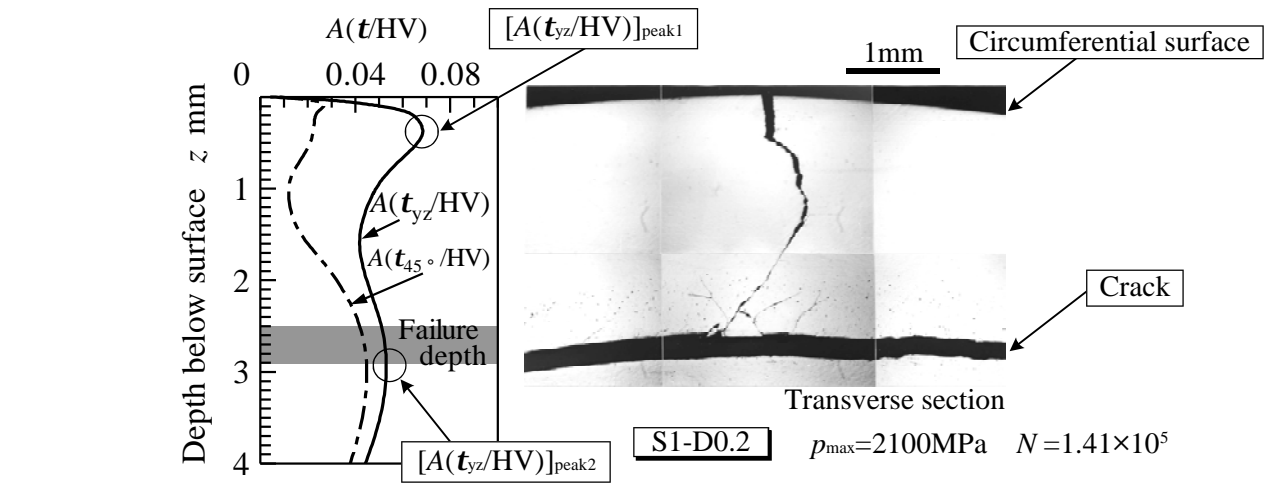 A(t/HV)
[A(tyz/HV)]peak1
Circumferential surface
1mm
0 0.04 0.08
Depth below surface z mm
1
2
3
4
A(tyz/HV)
A(t45°/HV)
Failure
depth
Crack
Transverse section
[A(tyz/HV)]peak2
S1-D0.2
pmax=2100MPa N=1.41×10⁵